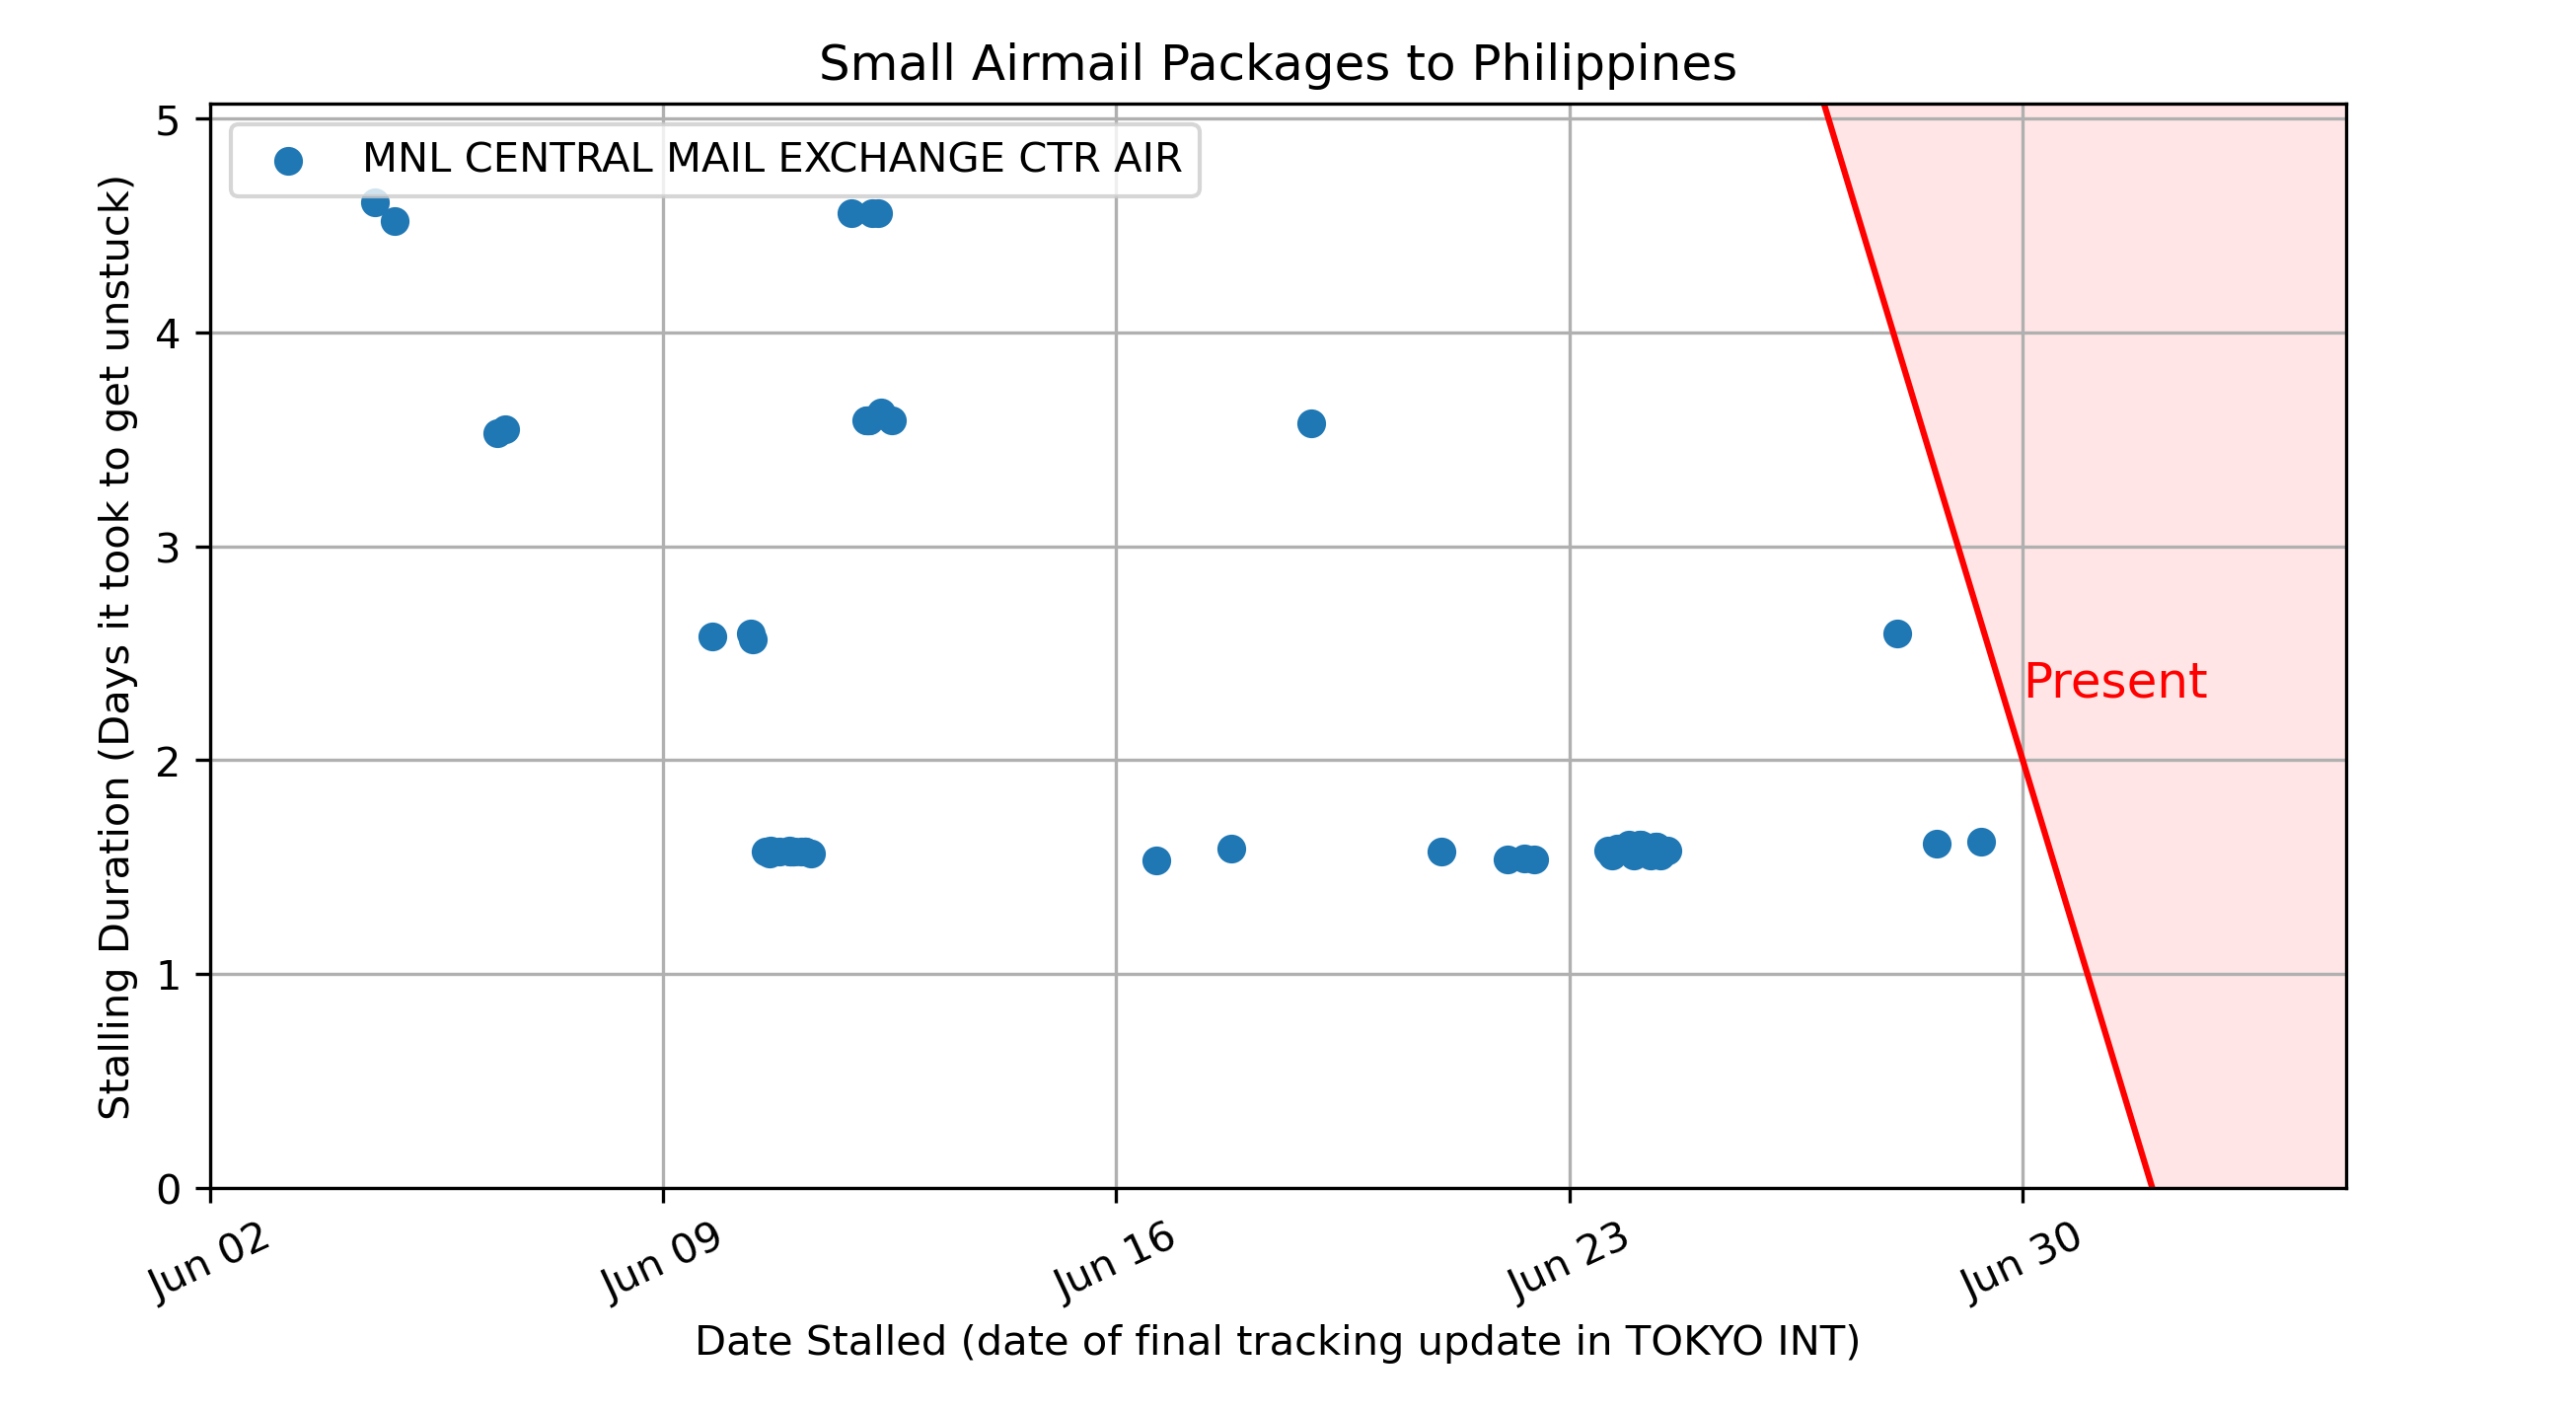 Small Airmail Packages to Philippines
MNL CENTRAL MAIL EXCHANGE CTR AIR
Stalling Duration (Days it took to get unstuck)
5
4
3
2
1
0
Present
Jun 02
Jun 09
Jun 16
Jun 23
Jun 30
Date Stalled (date of final tracking update in TOKYO INT)